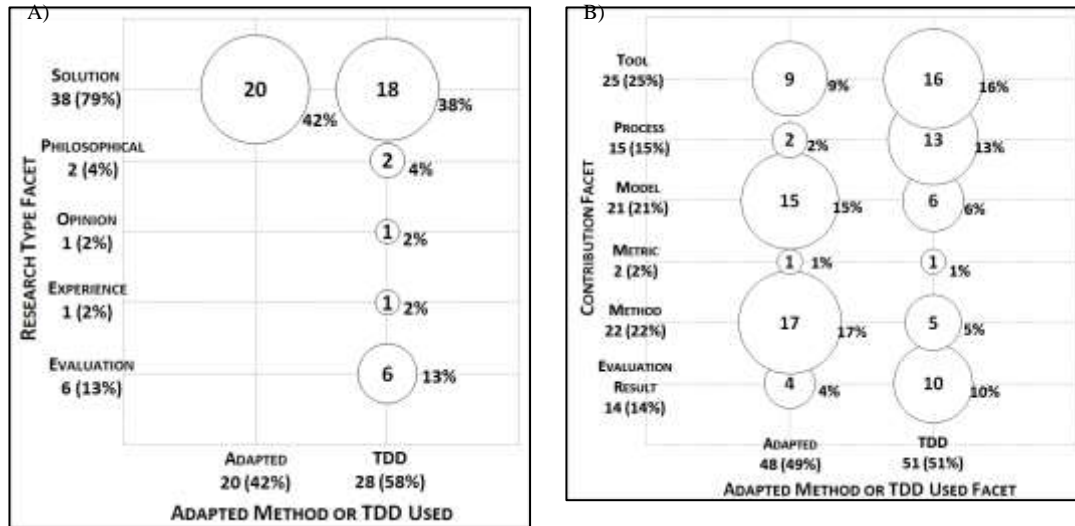 A)
SOLUTION
38 (79%)
20
42%
18
38%
PHILOSOPHICAL
2 (4%)
2
4%
OPINION
1 (2%)
1
2%
EXPERIENCE
1 (2%)
1
2%
EVALUATION
6 (13%)
6
13%
RESEARCH TYPE FACET
ADAPTED
20 (42%)
TDD
28 (58%)
ADAPTED METHOD OR TDD USED
B)
TOOL
25 (25%)
9
9%
16
16%
PROCESS
15 (15%)
2
2%
13
13%
MODEL
21 (21%)
15
15%
6
6%
METRIC
2 (2%)
1
1%
1
1%
METHOD
22 (22%)
17
17%
5
5%
EVALUATION
RESULT
14 (14%)
4
4%
10
10%
CONTRIBUTION FACET
ADAPTED
48 (49%)
TDD
51 (51%)
ADAPTED METHOD OR TDD USED FACET